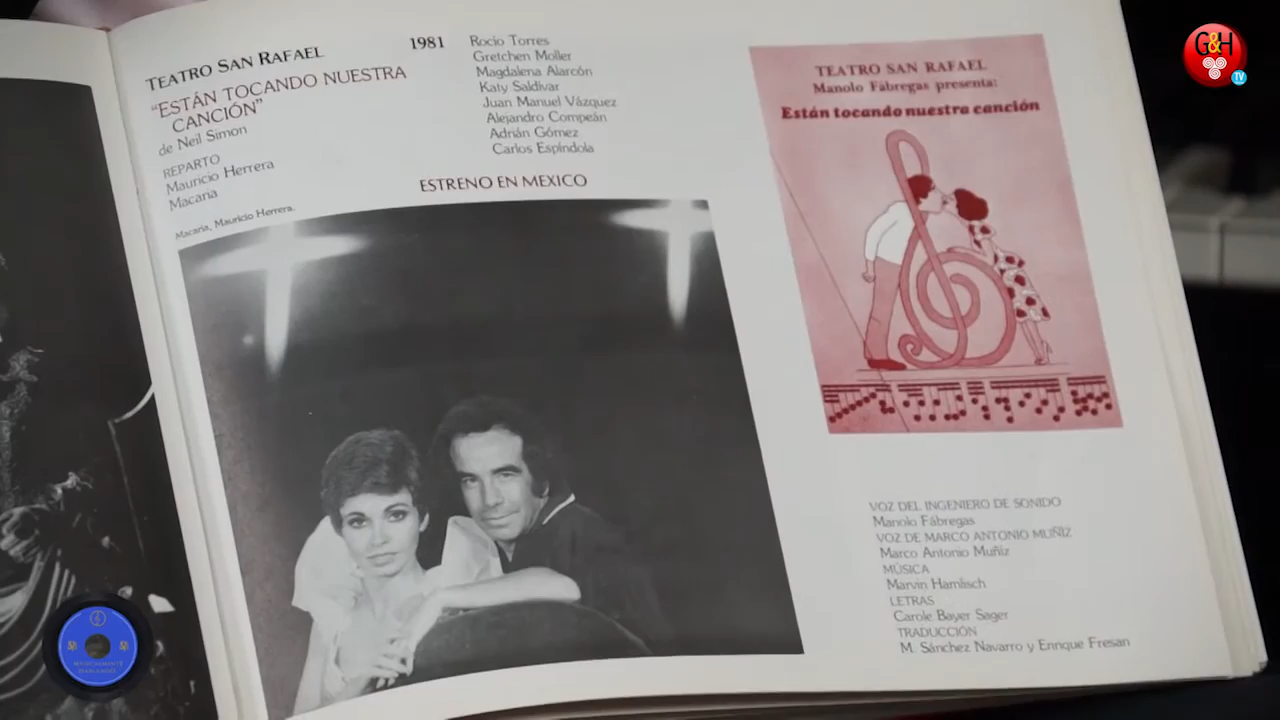 TEATRO SAN RAFAEL
1981
"ESTÁN TOCANDO NUESTRA
CANCIÓN"
de Neil Simon
REPARTO
Mauricio Herrera
Macaria
Rocío Torres
Gretchen Moller
Magdalena Alarcón
Katy Saldívar
Juan Manuel Vázquez
Alejandro Compeán
Adrián Gómez
Carlos Espíndola
ESTRENO EN MEXICO
Macaria, Mauricio Herrera.
TEATRO SAN RAFAEL
Manolo Fábregas presenta:
Están tocando nuestra canción
VOZ DEL INGENIERO DE SONIDO
Manolo Fábregas
VOZ DE MARCO ANTONIO MUÑIZ
Marco Antonio Muñiz
MÚSICA
Marvin Hamlisch
LETRAS
Carole Bayer Sager
TRADUCCIÓN
M. Sánchez Navarro y Enrique Fresan
G&H
TV
MUSICALMENTE
HABLANDO